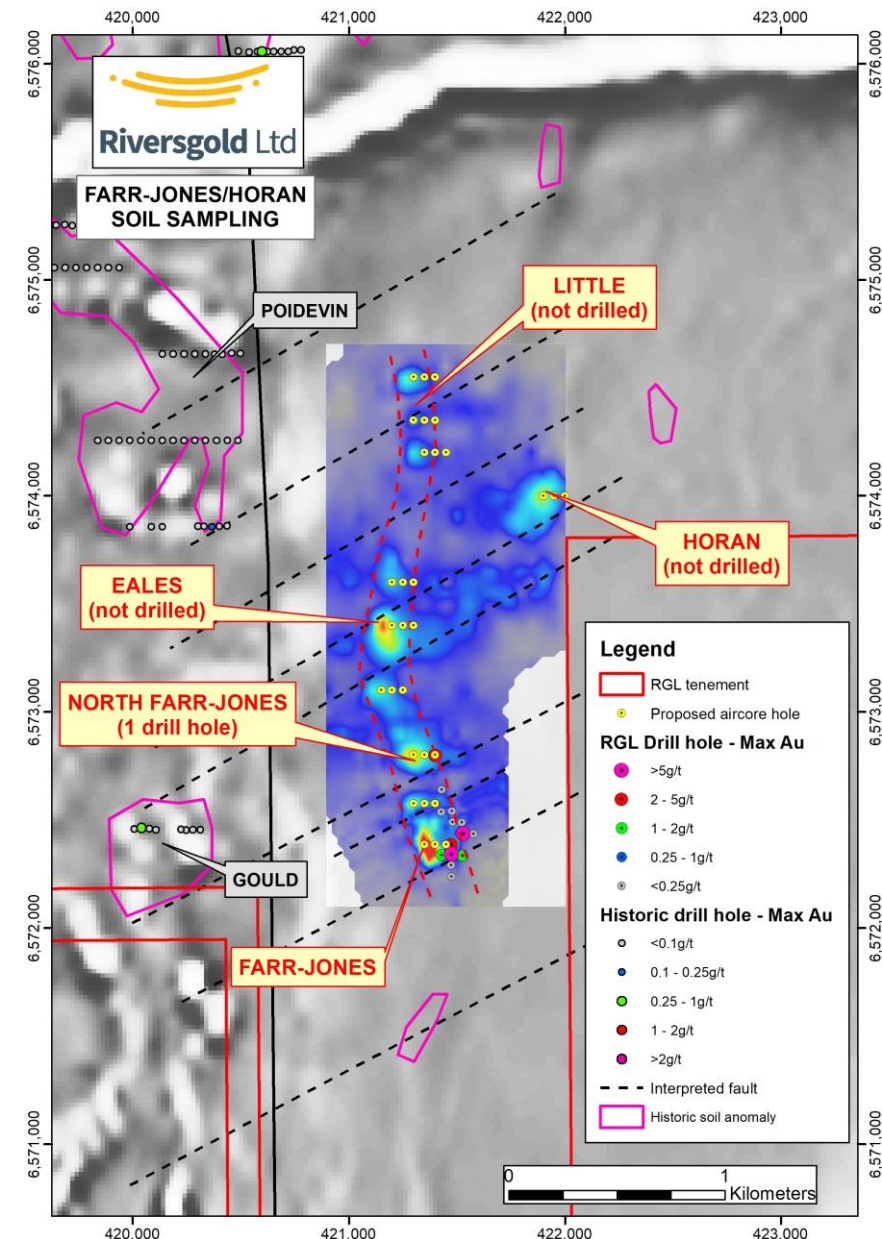 420,000
421,000
422,000
423,000
6,576,000
6,576,000
Riversgold Ltd
FARR-JONES/HORAN
SOIL SAMPLING
6,575,000
6,575,000
LITTLE
(not drilled)
POIDEVIN
6,574,000
6,574,000
HORAN
(not drilled)
EALES
(not drilled)
NORTH FARR-JONES
(1 drill hole)
6,573,000
6,573,000
GOULD
FARR-JONES
6,572,000
6,572,000
Legend
RGL tenement
Proposed aircore hole
RGL Drill hole - Max Au
>5g/t
2 - 5g/t
1 - 2g/t
0.25 - 1g/t
<0.25g/t
Historic drill hole - Max Au
<0.1g/t
0.1 - 0.25g/t
0.25 - 1g/t
1 - 2g/t
>2g/t
Interpreted fault
Historic soil anomaly
6,571,000
6,571,000
0
1
Kilometers
420,000
421,000
422,000
423,000